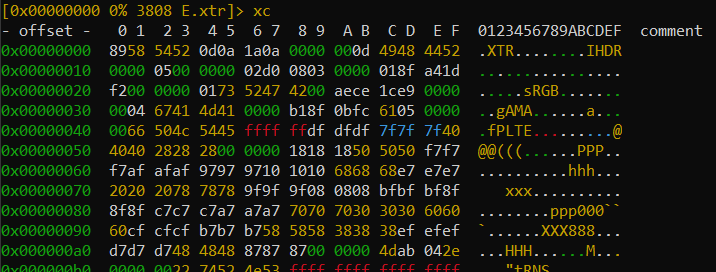 [0x00000000 0% 3808 E.xtr]> xc
- offset -   0 1  2 3  4 5  6 7  8 9  A B  C D  E F  0123456789ABCDEF  comment
0x00000000  8958 5452 0d0a 1a0a 0000 000d 4948 4452  .XTR........IHDR
0x00000010  0000 0500 0000 02d0 0803 0000 018f a41d  ................
0x00000020  f200 0000 0173 5247 4200 aece 1ce9 0000  .....sRGB.......
0x00000030  0004 6741 4d41 0000 b18f 0bfc 6105 0000  ..gAMA......a...
0x00000040  0066 504c 5445 ffff ffdf dfdf 7f7f 7f40  .fPLTE.........@
0x00000050  4040 2828 2800 0000 1818 1850 5050 f7f7  @@(((......PPP..
0x00000060  f7af afaf 9797 9710 1010 6868 68e7 e7e7  ..........hhh...
0x00000070  2020 2078 7878 9f9f 9f08 0808 bfbf bf8f     xxx..........
0x00000080  8f8f c7c7 c7a7 a7a7 7070 7030 3030 6060  ........ppp000``
0x00000090  60cf cfcf b7b7 b758 5858 3838 38ef efef  `......XXX888...
0x000000a0  d7d7 d748 4848 8787 8700 0000 4dab 042e  ...HHH......M...
0x000000b0  0000 0022 7452 4e53 ffff ffff ffff ffff  ..."tRNS........